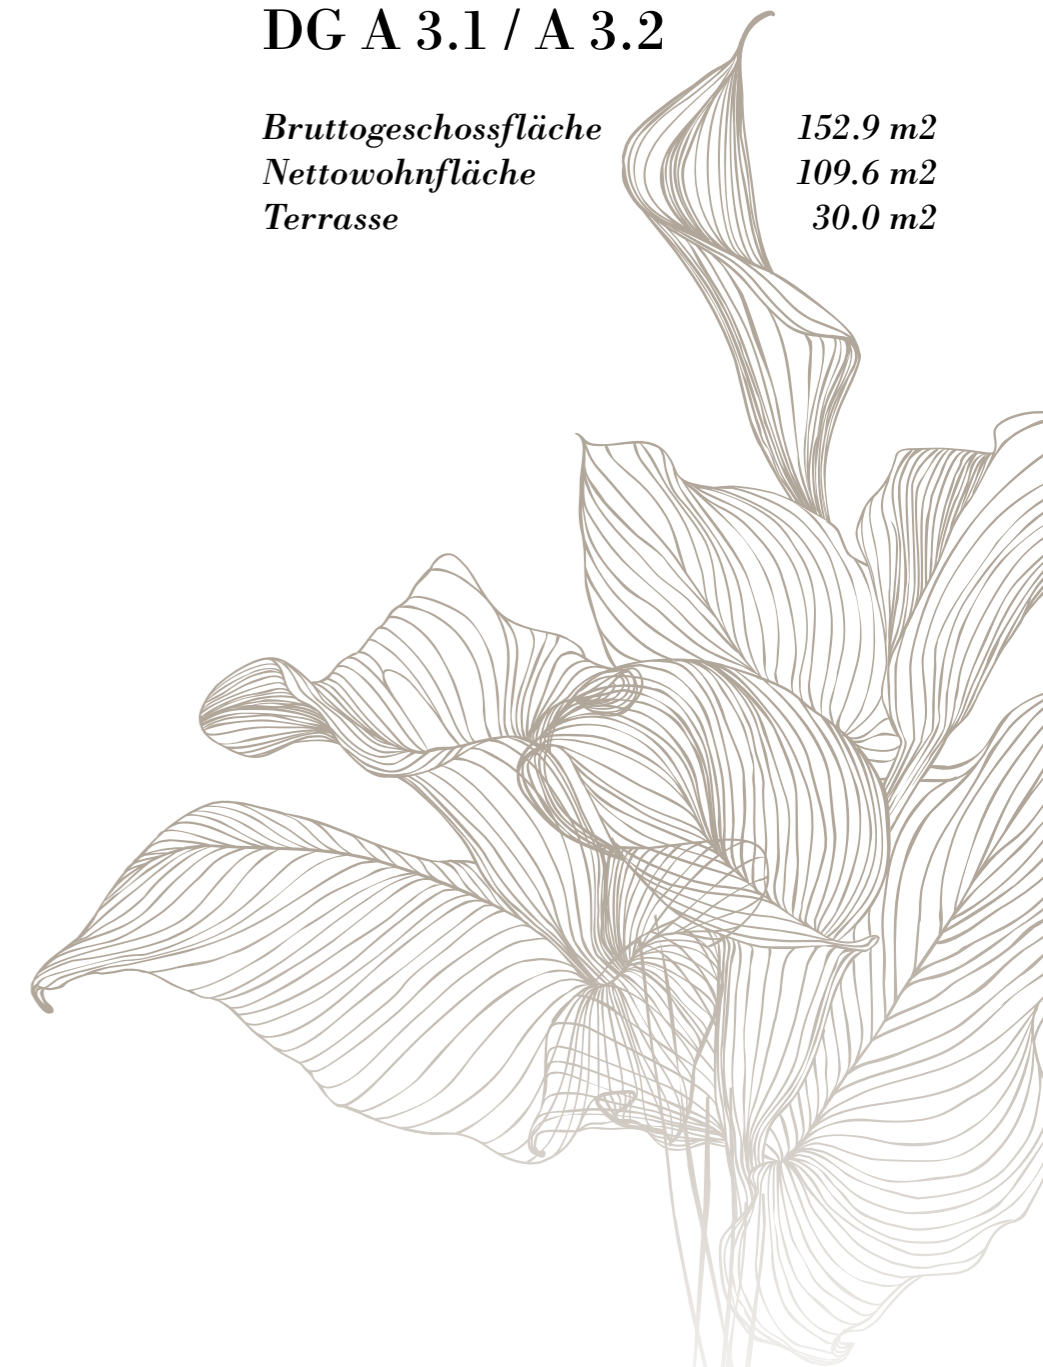 DG A 3.1 / A 3.2
Bruttogeschossfläche 152.9 m2
Nettowohnfläche 109.6 m2
Terrasse 30.0 m2